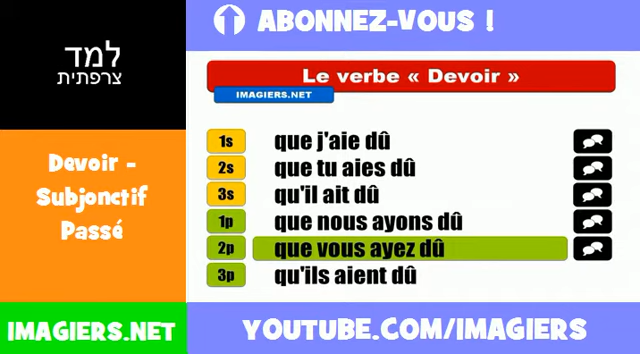 למד
צרפתית
Devoir -
Subjonctif
Passé
IMAGIERS.NET
ABONNEZ-VOUS !
Le verbe « Devoir »
IMAGIERS.NET
1s que j'aie dû
2s que tu aies dû
3s qu'il ait dû
1p que nous ayons dû
2p que vous ayez dû
3p qu'ils aient dû
YOUTUBE.COM/IMAGIERS